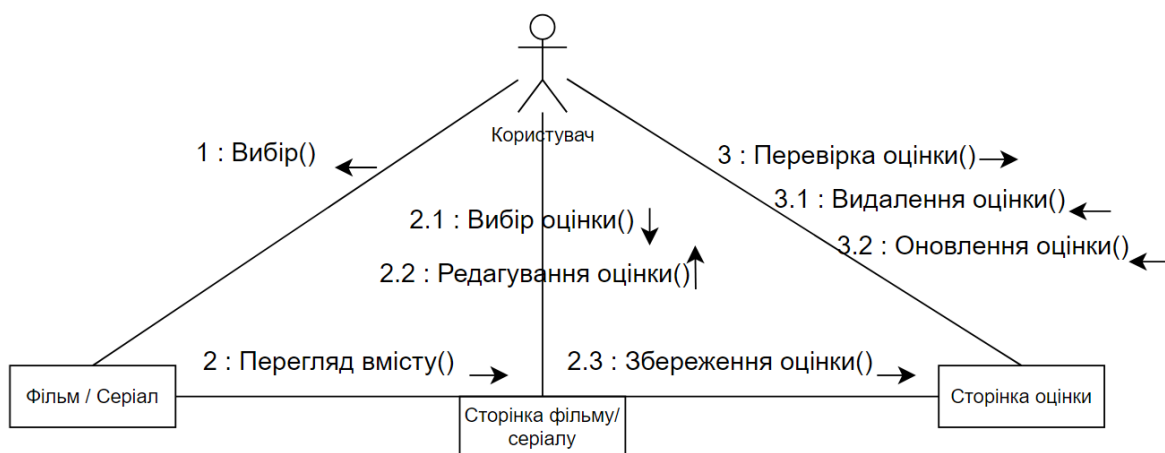 Користувач
1 : Вибір()
3 : Перевірка оцінки()
3.1 : Видалення оцінки()
2.1 : Вибір оцінки()
3.2 : Оновлення оцінки()
2.2 : Редагування оцінки()
2 : Перегляд вмісту()
2.3 : Збереження оцінки()
Фільм / Серіал
Сторінка фільму/
серіалу
Сторінка оцінки